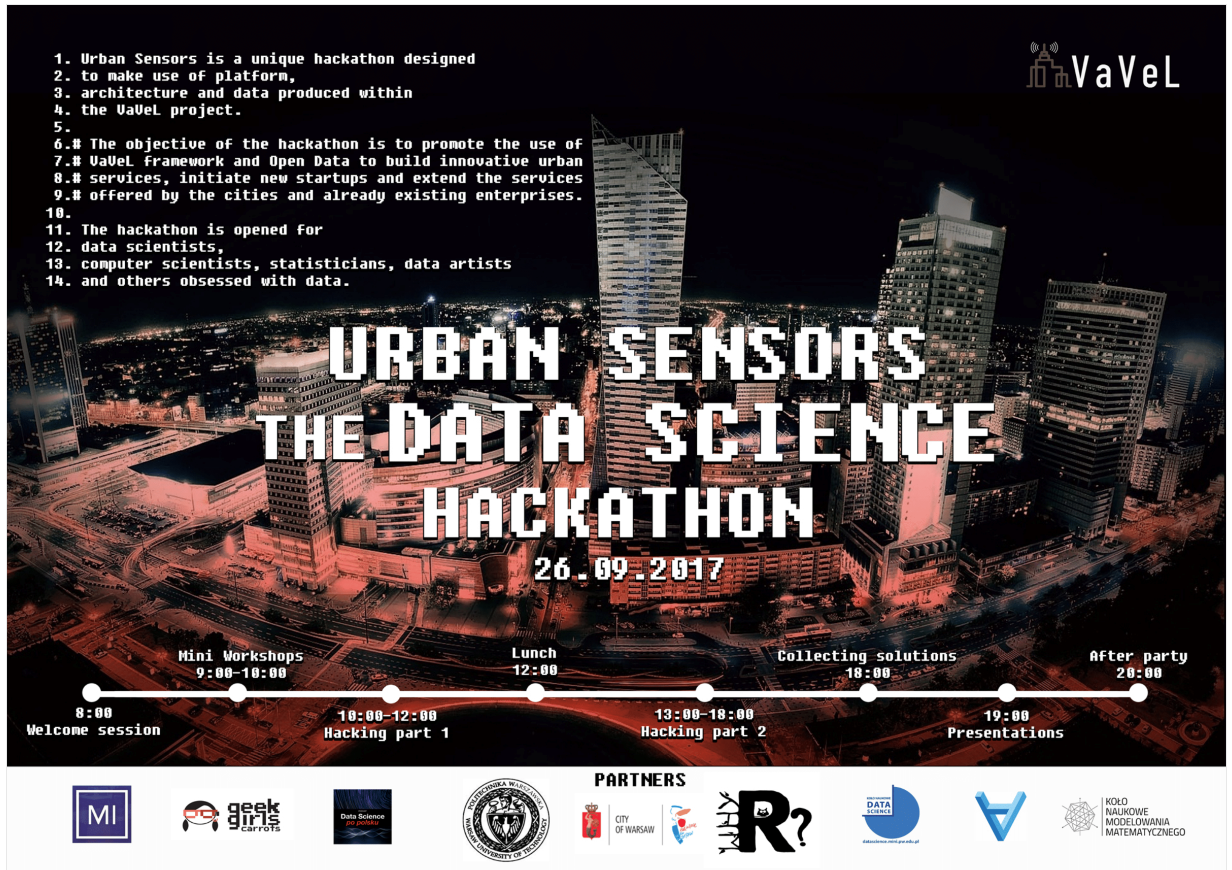 1. Urban Sensors is a unique hackathon designed
2. to make use of platform,
3. architecture and data produced within
4. the VaVeL project.
5.
6.# The objective of the hackathon is to promote the use of
7.# VaVeL framework and Open Data to build innovative urban
8.# services, initiate new startups and extend the services
9.# offered by the cities and already existing enterprises.
10.
11. The hackathon is opened for
12. data scientists,
13. computer scientists, statisticians, data artists
14. and others obsessed with data.
VaVeL
URBAN SENSORS
THE DATA SCIENCE
HACKATHON
26.09.2017
8:00
Welcome session
Mini Workshops
9:00-10:00
10:00-12:00
Hacking part 1
Lunch
12:00
13:00-18:00
Hacking part 2
Collecting solutions
18:00
19:00
Presentations
After party
20:00
PARTNERS
MI
geek
girls
carrots
Data Science
po polsku
POLITECHNIKA WARSZAWSKA
WARSAW UNIVERSITY OF TECHNOLOGY
CITY
OF WARSAW
R?
DATA
SCIENCE
datascience.mini.pw.edu.pl
KOŁO
NAUKOWE
MODELOWANIA
MATEMATYCZNEGO